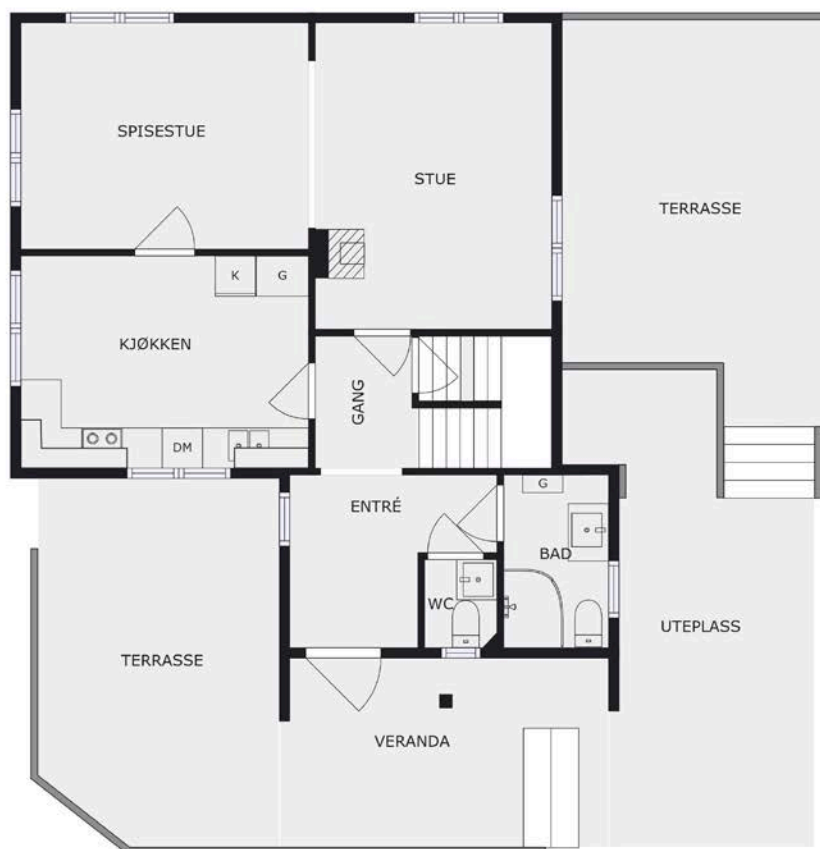 SPISESTUE
STUE
TERRASSE
K
G
KJØKKEN
GANG
DM
G
ENTRÉ
BAD
WC
UTEPLASS
TERRASSE
VERANDA